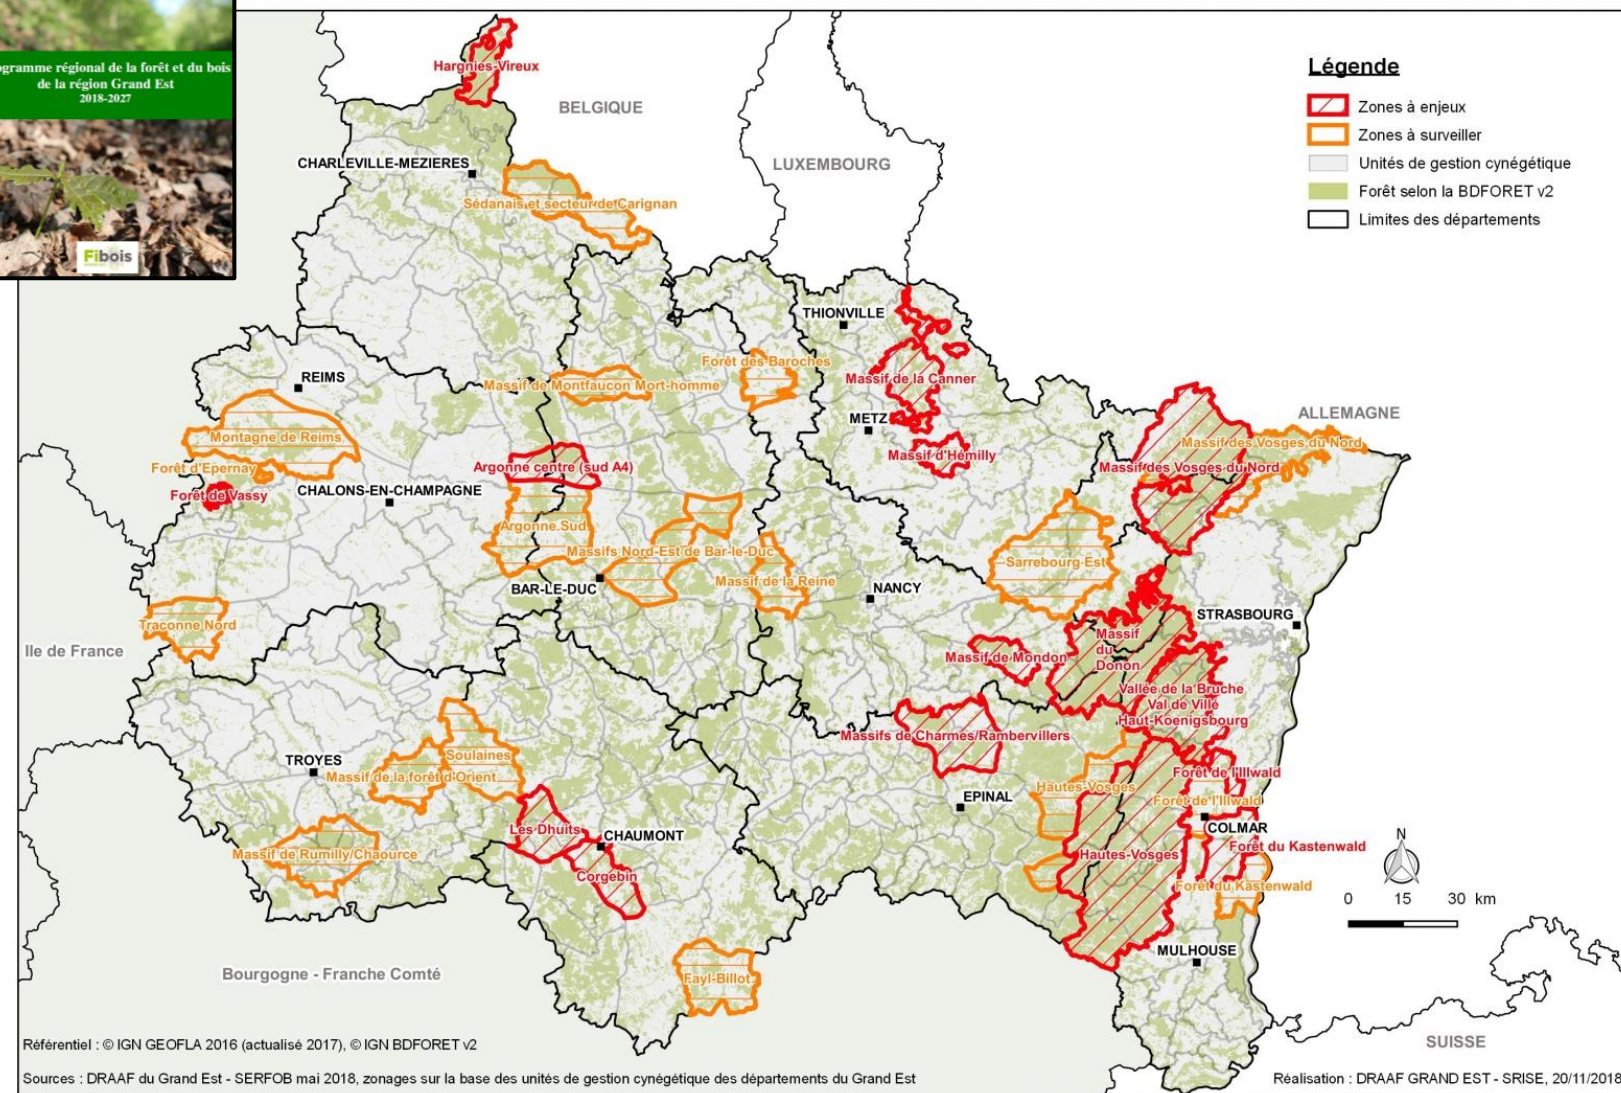 ogramme régional de la forêt et du bois
de la région Grand Est
2018-2027
Fibois
Légende
Zones à enjeux
Zones à surveiller
Unités de gestion cynégétique
Forêt selon la BDFORET v2
Limites des départements
Hargnies-Vireux
BELGIQUE
CHARLEVILLE-MEZIERES
LUXEMBOURG
Sédanais et secteur de Carignan
THIONVILLE
Forêt des Baroches
REIMS
Massif de Montfaucon Mort-homme
Massif de la Canner
METZ
ALLEMAGNE
Montagne de Reims
Massif des Vosges du Nord
Massif d'Hémilly
Forêt d'Epernay
Argonne centre (sud A4)
Massif des Vosges du Nord
Forêt de Vassy
CHALONS-EN-CHAMPAGNE
Argonne Sud
Massifs Nord-Est de Bar-le-Duc
Sarrebourg Est
BAR-LE-DUC
Massif de la Reine
NANCY
STRASBOURG
Traconne Nord
Ile de France
Massif
du
Donon
Massif de Mondon
Vallée de la Bruche
Val de Villé
Haut-Koenigsbourg
Massifs de Charmes/Rambervillers
TROYES
Soulaines
Massif de la forêt d'Orient
Forêt de l'Illwald
Hautes-Vosges
EPINAL
Forêt de l'Illwald
Les Dhuits
CHAUMONT
COLMAR
Forêt du Kastenwald
Massif de Rumilly/Chaource
Hautes-Vosges
Corgebin
Forêt du Kastenwald
N
0 15 30 km
MULHOUSE
Bourgogne - Franche Comté
Fayl-Billot
SUISSE
Référentiel : © IGN GEOFLA 2016 (actualisé 2017), © IGN BDFORET v2
Sources : DRAAF du Grand Est - SERFOB mai 2018, zonages sur la base des unités de gestion cynégétique des départements du Grand Est
Réalisation : DRAAF GRAND EST - SRISE, 20/11/2018